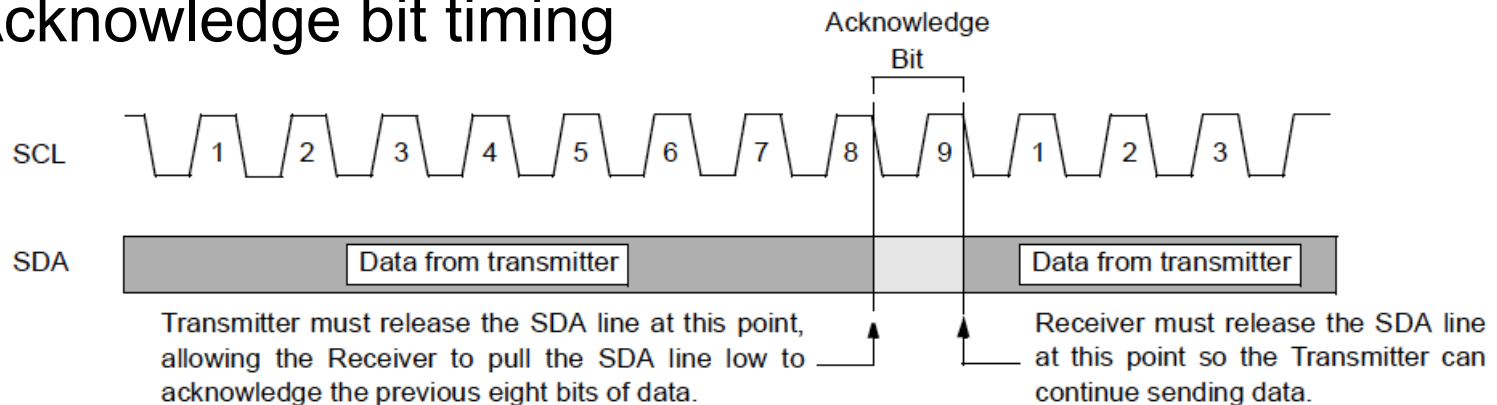 cknowledge bit timing
Acknowledge
Bit
SCL
1 2 3 4 5 6 7 8 9 1 2 3
SDA
Data from transmitter
Data from transmitter
Transmitter must release the SDA line at this point,
allowing the Receiver to pull the SDA line low to
acknowledge the previous eight bits of data.
Receiver must release the SDA line
at this point so the Transmitter can
continue sending data.